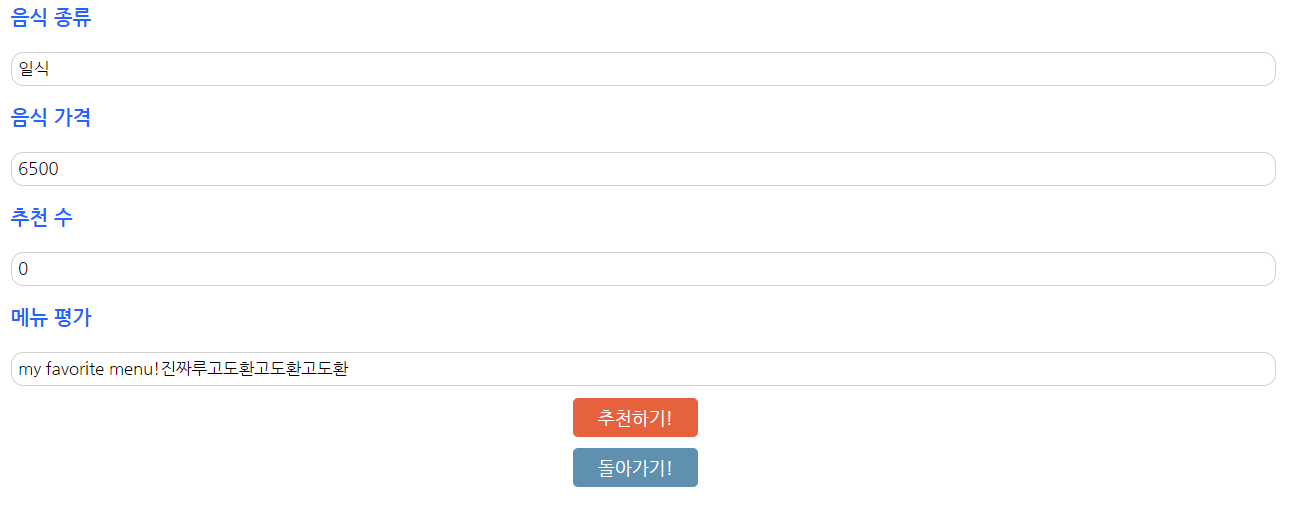 음식 종류
일식
음식 가격
6500
추천 수
0
메뉴 평가
my favorite menu!진짜루고도환고도환고도환
추천하기!
돌아가기!